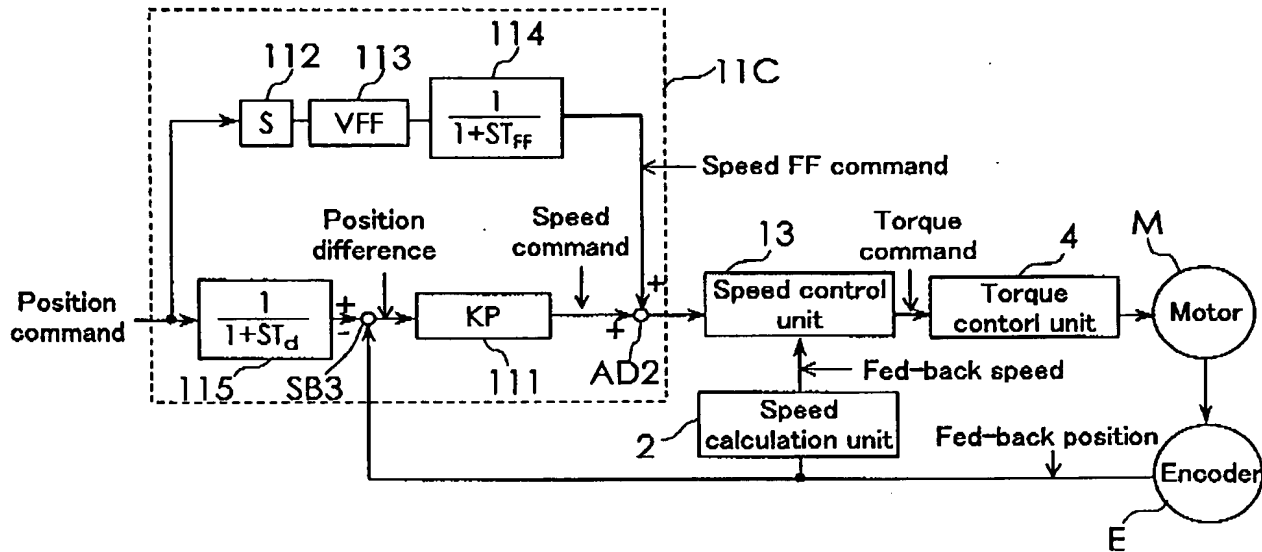 112
113
114
11C
S
VFF
1
1+ST_FF
Speed FF command
Position
difference
Speed
command
Torque
command
13
4
M
Position
command
1
1+ST_d
+
-
KP
+
+
Speed control
unit
Torque
contorl unit
Motor
115
SB3
111
AD2
Fed-back speed
2
Speed
calculation unit
Fed-back position
Encoder
E